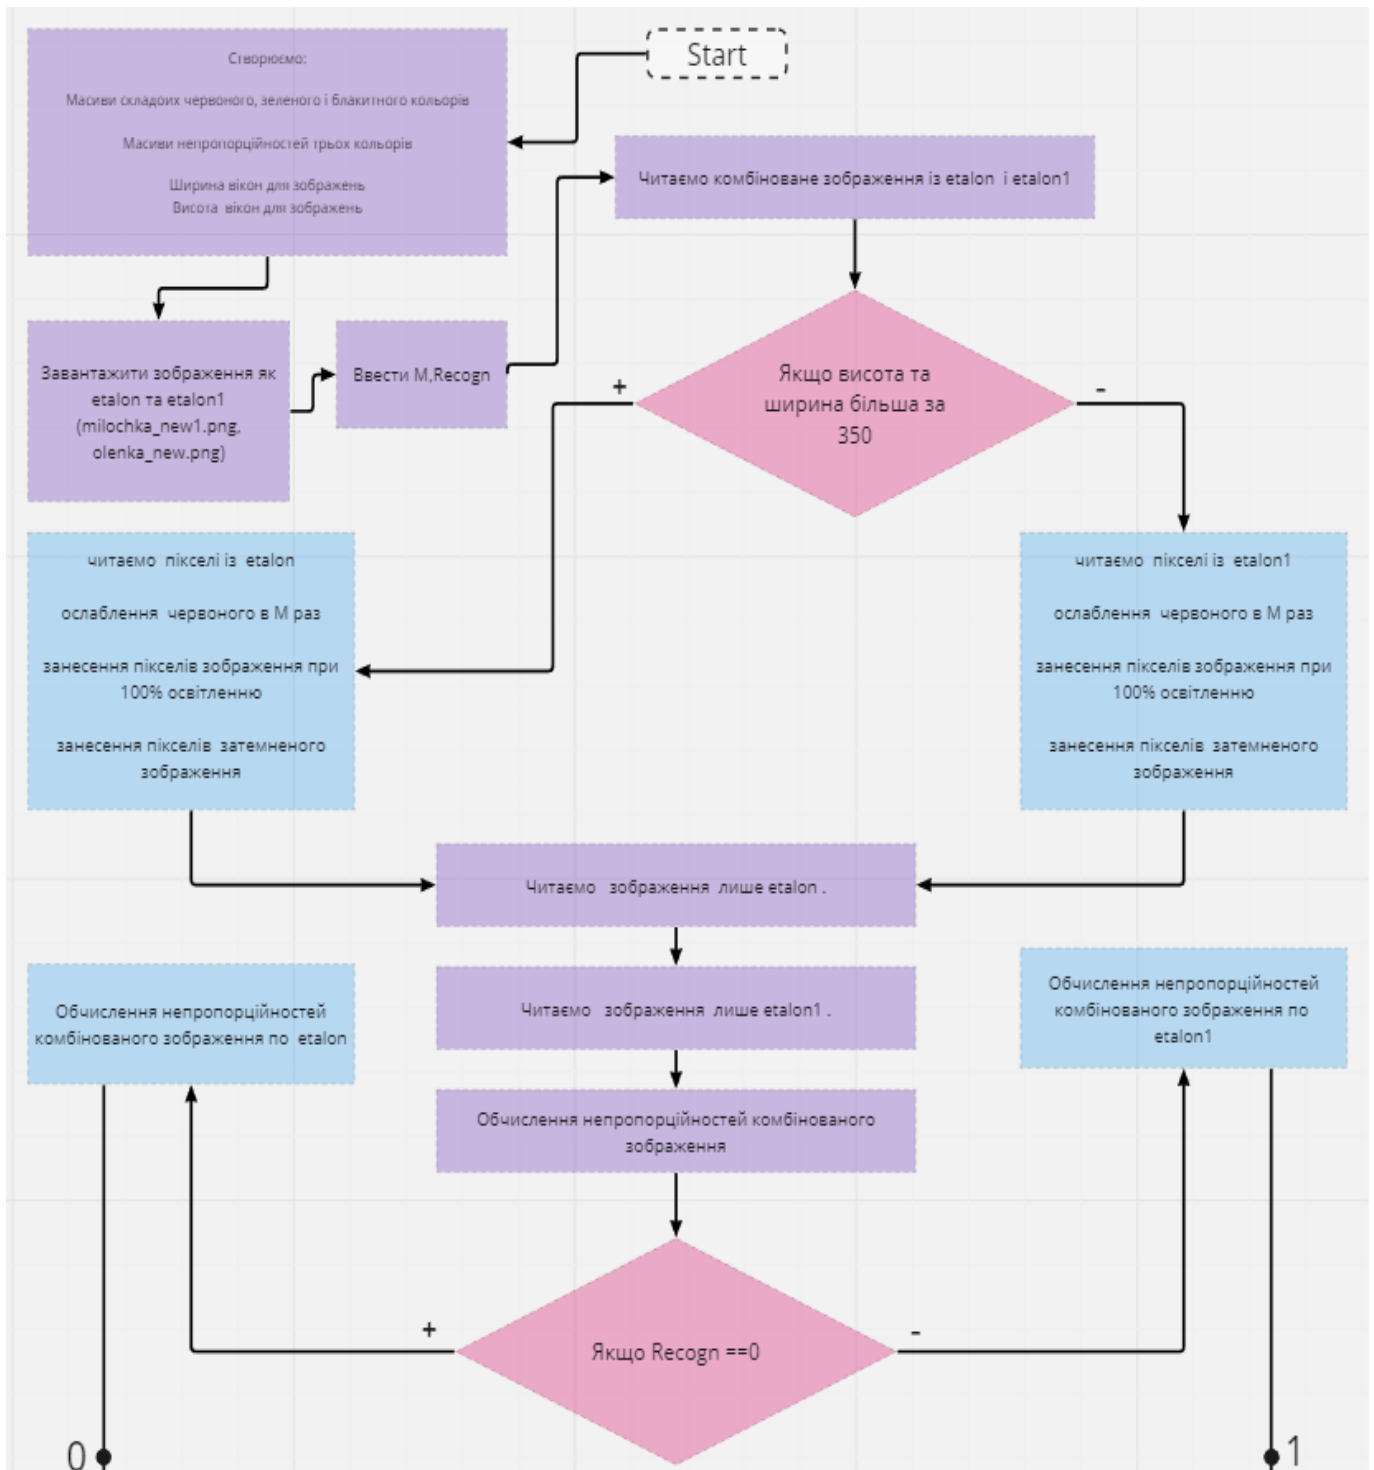 Start
Створюємо:
Масиви складоих червоного, зеленого і блакитного кольорів
Масиви непропорційностей трьох кольорів
Ширина вікон для зображень
Висота вікон для зображень
Завантажити зображення як
etalon та etalon1
(milochka_new1.png,
olenka_new.png)
Ввести M,Recogn
Читаємо комбіноване зображення із etalon і etalon1
Якщо висота та
ширина більша за
350
+
-
читаємо пікселі із etalon
ослаблення червоного в M раз
занесення пікселів зображення при
100% освітленню
занесення пікселів затемненого
зображення
читаємо пікселі із etalon1
ослаблення червоного в M раз
занесення пікселів зображення при
100% освітленню
занесення пікселів затемненого
зображення
Читаємо зображення лише etalon .
Читаємо зображення лише etalon1 .
Обчислення непропорційностей комбінованого
зображення
Обчислення непропорційностей
комбінованого зображення по etalon
Обчислення непропорційностей
комбінованого зображення по
etalon1
Якщо Recogn ==0
+
-
0
1